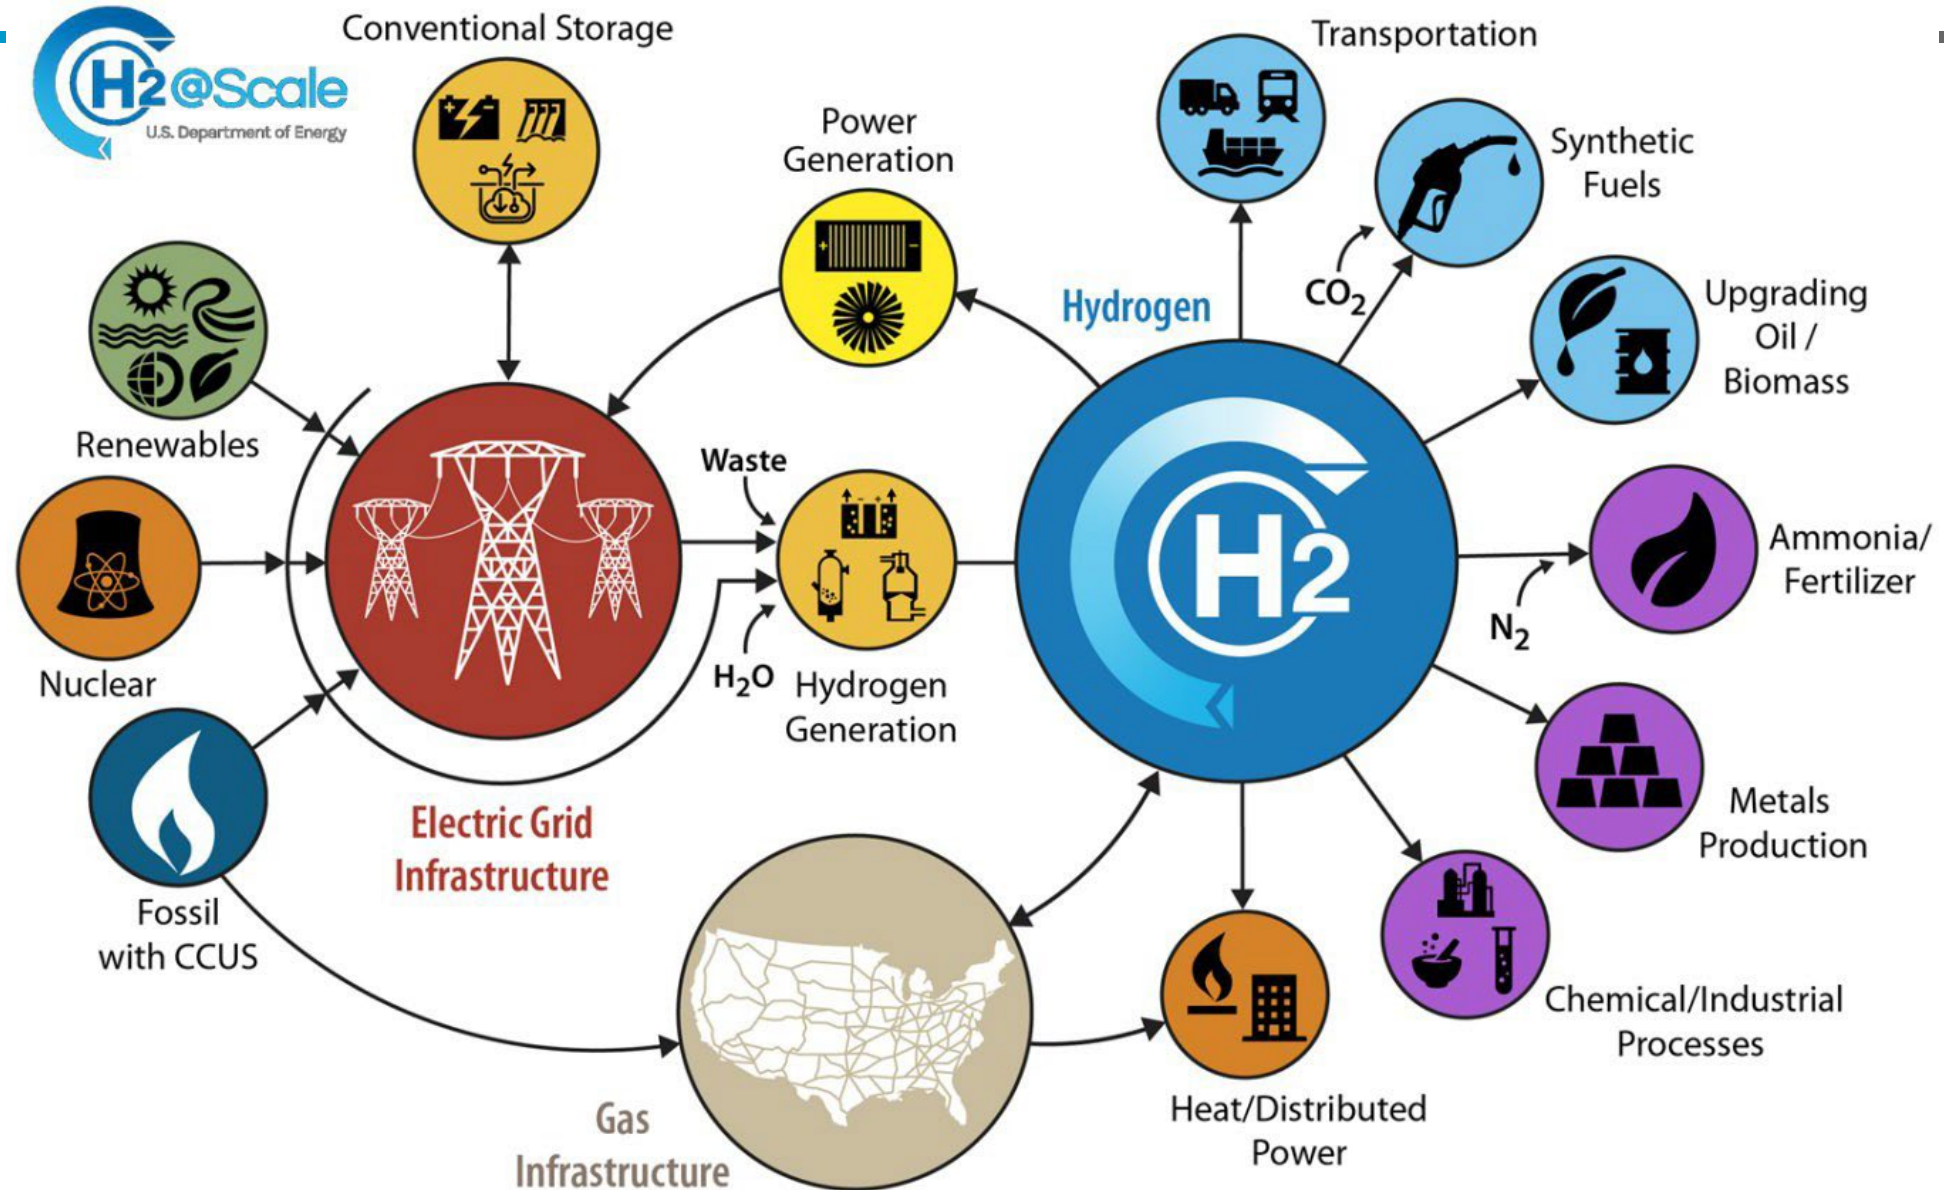 H2@Scale
U.S. Department of Energy
Conventional Storage
Power
Generation
Transportation
Synthetic
Fuels
CO₂
Hydrogen
Upgrading
Oil /
Biomass
Renewables
Waste
H2
Ammonia/
Fertilizer
N₂
Nuclear
H₂O
Hydrogen
Generation
Metals
Production
Electric Grid
Infrastructure
Fossil
with CCUS
Chemical/Industrial
Processes
Gas
Infrastructure
Heat/Distributed
Power